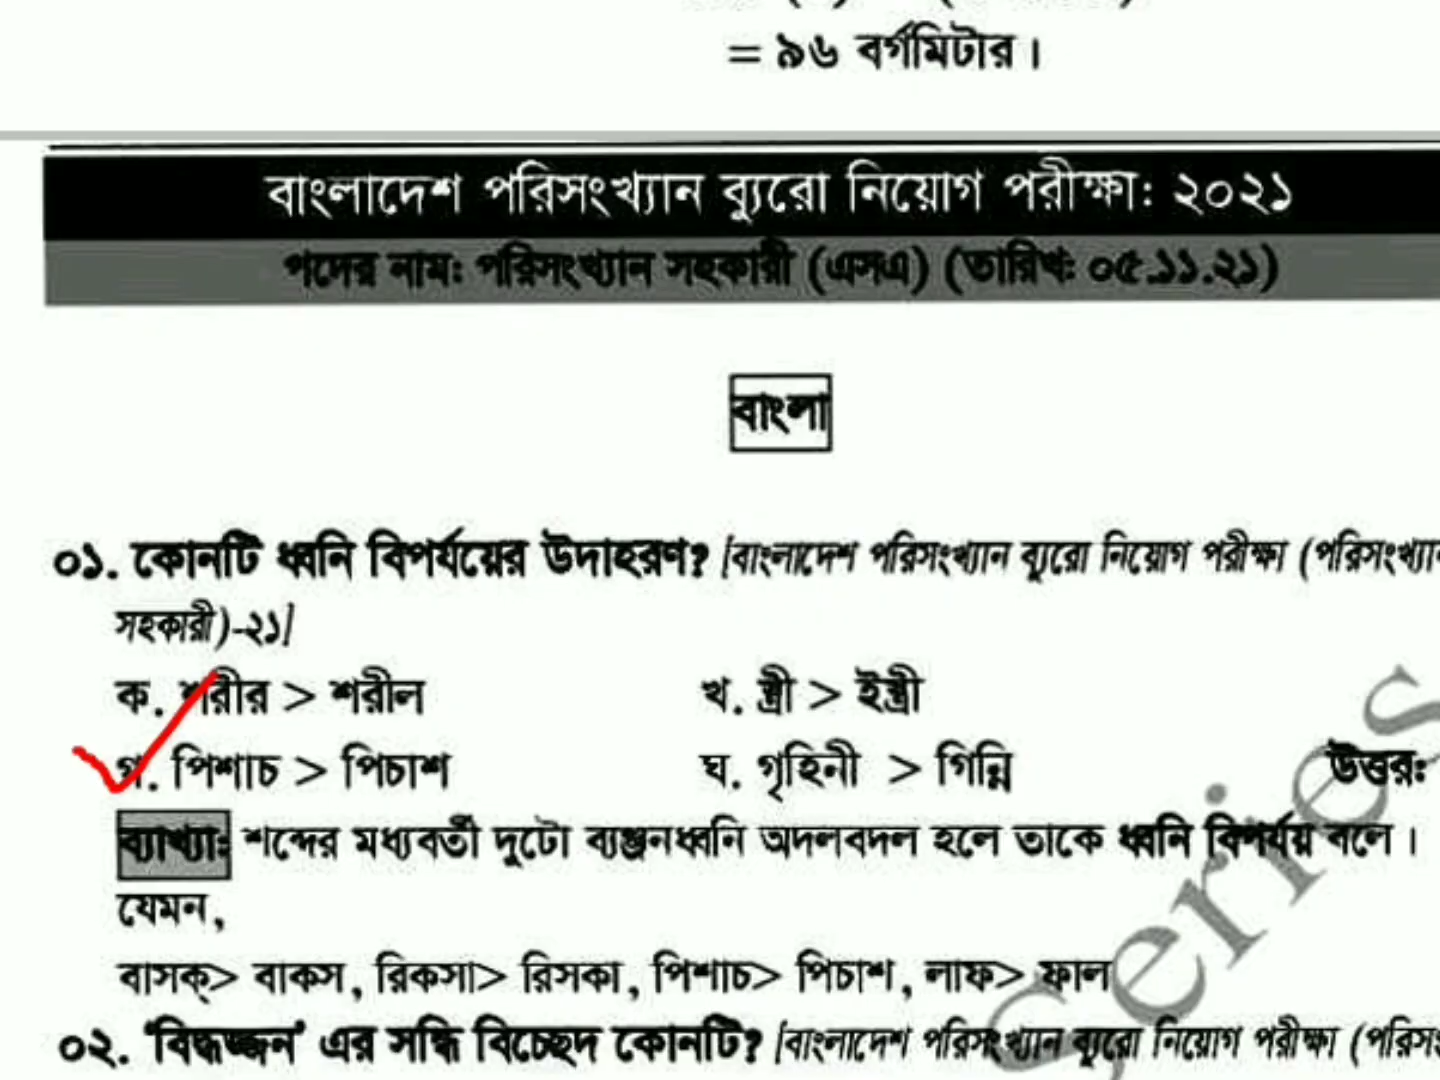 = ৯৬ বর্গমিটার।
বাংলাদেশ পরিসংখ্যান ব্যুরো নিয়োগ পরীক্ষা: ২০২১
পদের নাম: পরিসংখ্যান সহকারী (এসএ) (তারিখ: ০৫.১১.২১)
বাংলা
০১. কোনটি ধ্বনি বিপর্যয়ের উদাহরণ? [বাংলাদেশ পরিসংখ্যান ব্যুরো নিয়োগ পরীক্ষা (পরিসংখ্যান
সহকারী)-২১]
ক. শরীর > শরীল খ. স্ত্রী > ইস্ত্রী
গ. পিশাচ > পিচাশ ঘ. গৃহিনী > গিন্নি উত্তর:
ব্যাখ্যা: শব্দের মধ্যবর্তী দুটো ব্যঞ্জনধ্বনি অদলবদল হলে তাকে ধ্বনি বিপর্যয় বলে।
যেমন,
বাসক্> বাকস, রিকসা> রিসকা, পিশাচ> পিচাশ, লাফ> ফাল
০২. 'বিদ্ধজ্জন' এর সন্ধি বিচ্ছেদ কোনটি? [বাংলাদেশ পরিসংখ্যান ব্যুরো নিয়োগ পরীক্ষা
Series